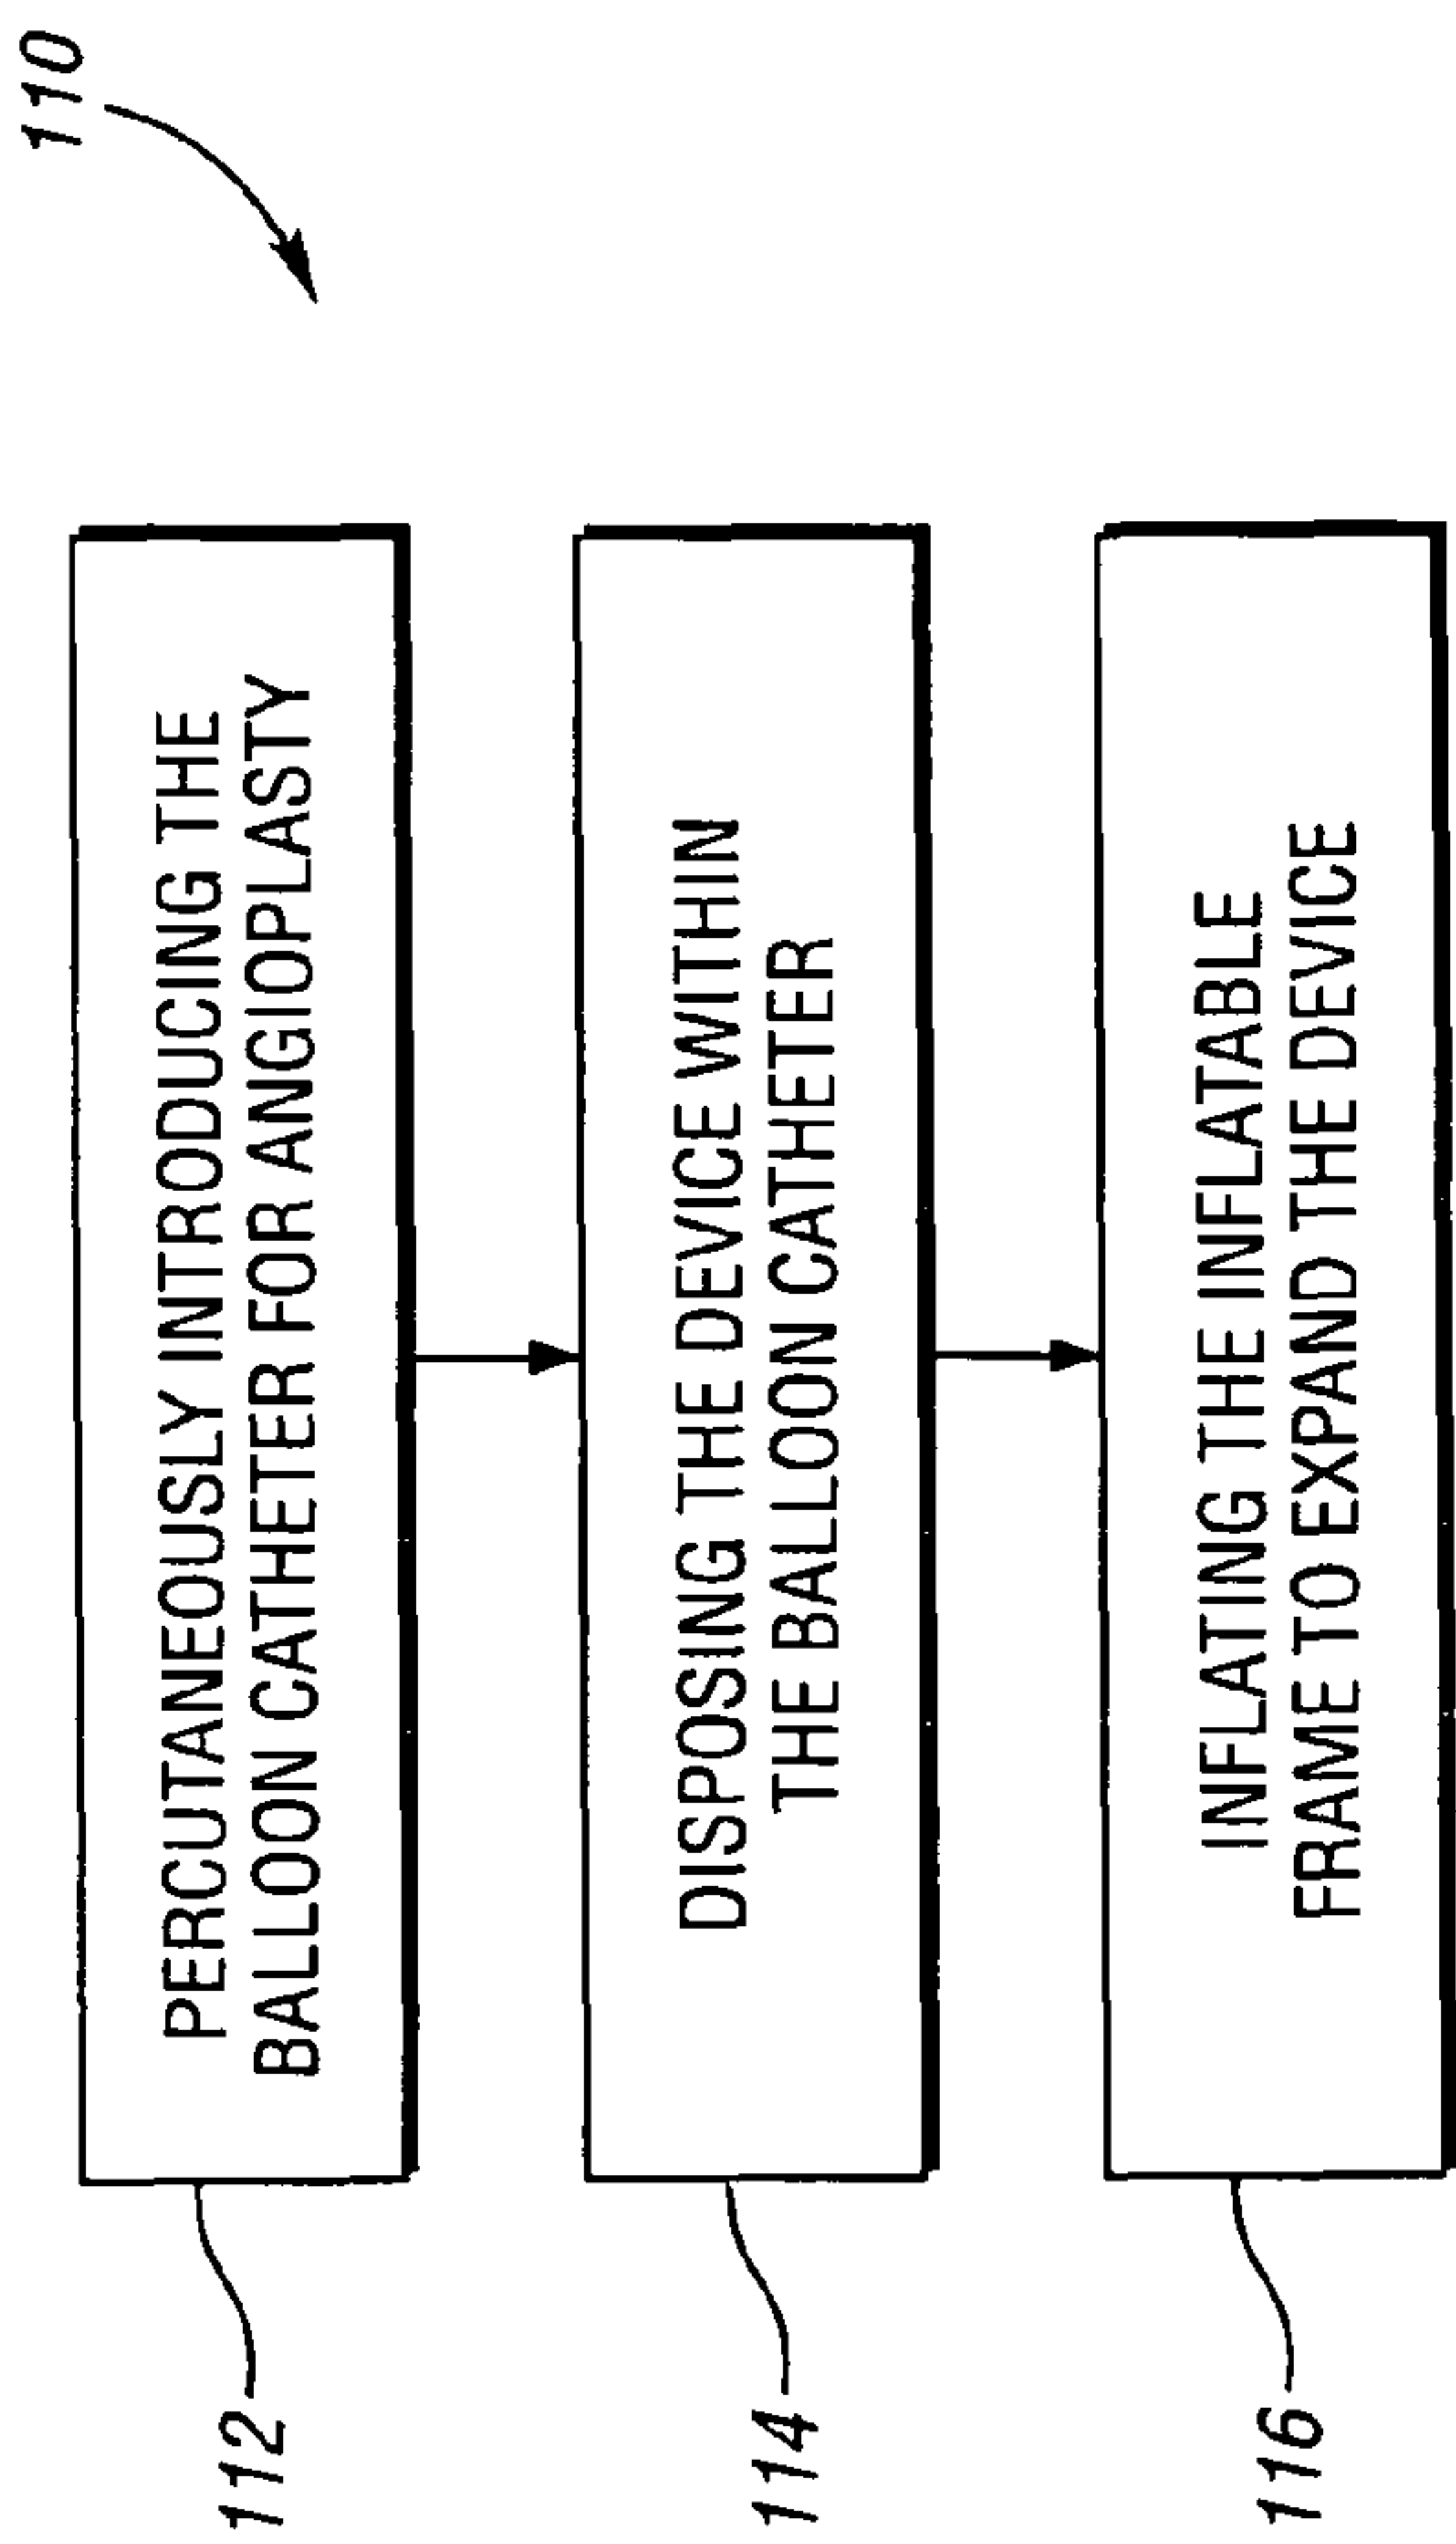 110
112
PERCUTANEOUSLY INTRODUCING THE
BALLOON CATHETER FOR ANGIOPLASTY
114
DISPOSING THE DEVICE WITHIN
THE BALLOON CATHETER
116
INFLATING THE INFLATABLE
FRAME TO EXPAND THE DEVICE